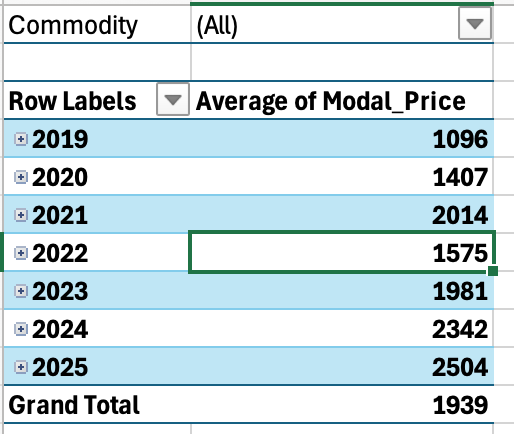 Commodity (All)
Row Labels Average of Modal_Price
2019 1096
2020 1407
2021 2014
2022 1575
2023 1981
2024 2342
2025 2504
Grand Total 1939